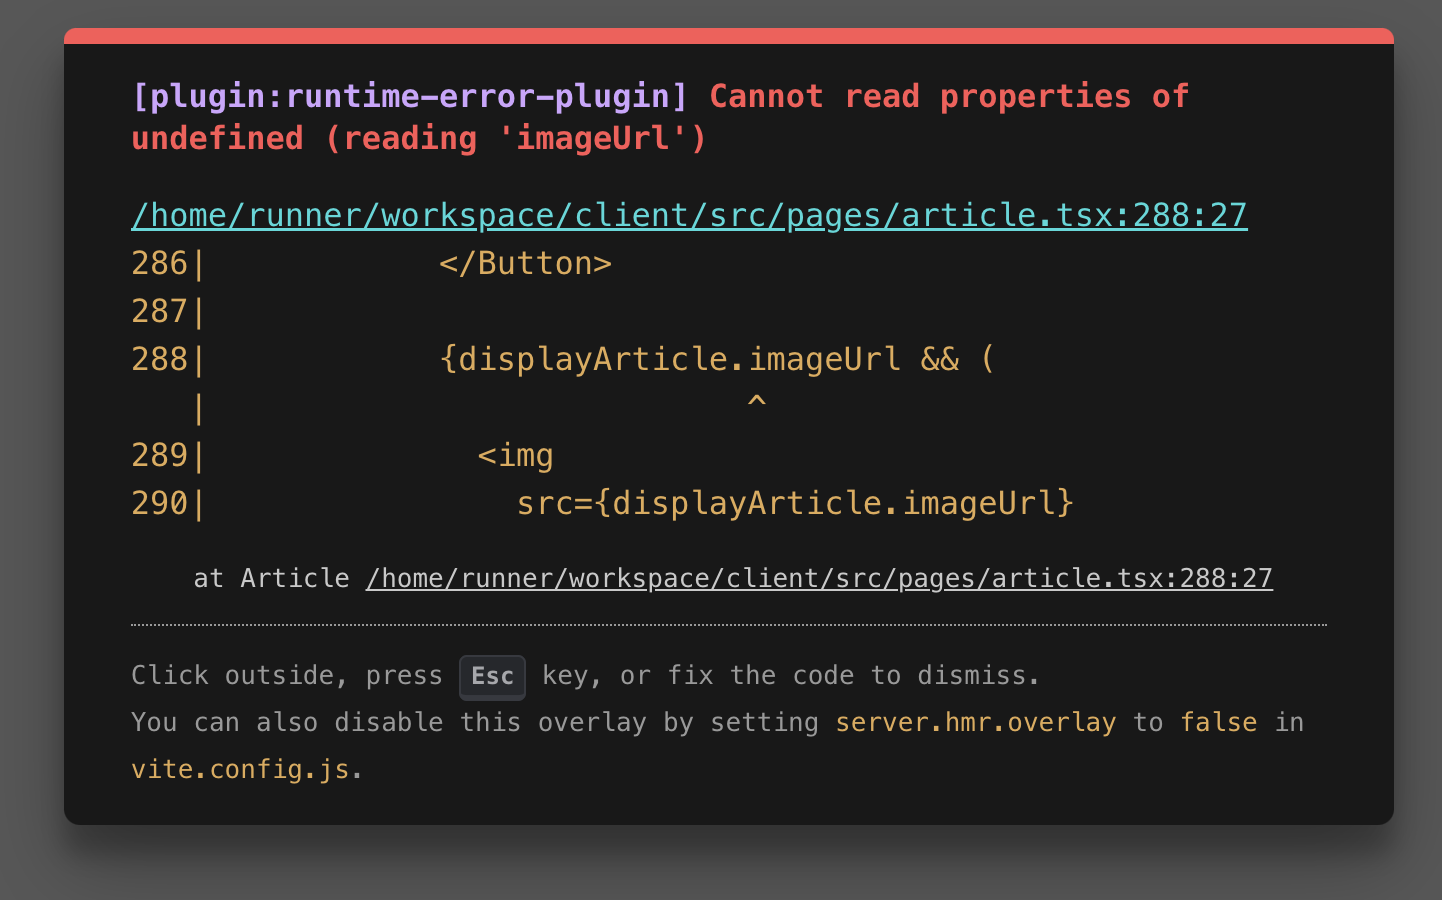 [plugin:runtime-error-plugin] Cannot read properties of
undefined (reading 'imageUrl')
/home/runner/workspace/client/src/pages/article.tsx:288:27
286|            </Button>
287|
288|            {displayArticle.imageUrl && (
   |                            ^
289|              <img
290|                src={displayArticle.imageUrl}
    at Article /home/runner/workspace/client/src/pages/article.tsx:288:27
Click outside, press Esc key, or fix the code to dismiss.
You can also disable this overlay by setting server.hmr.overlay to false in
vite.config.js.